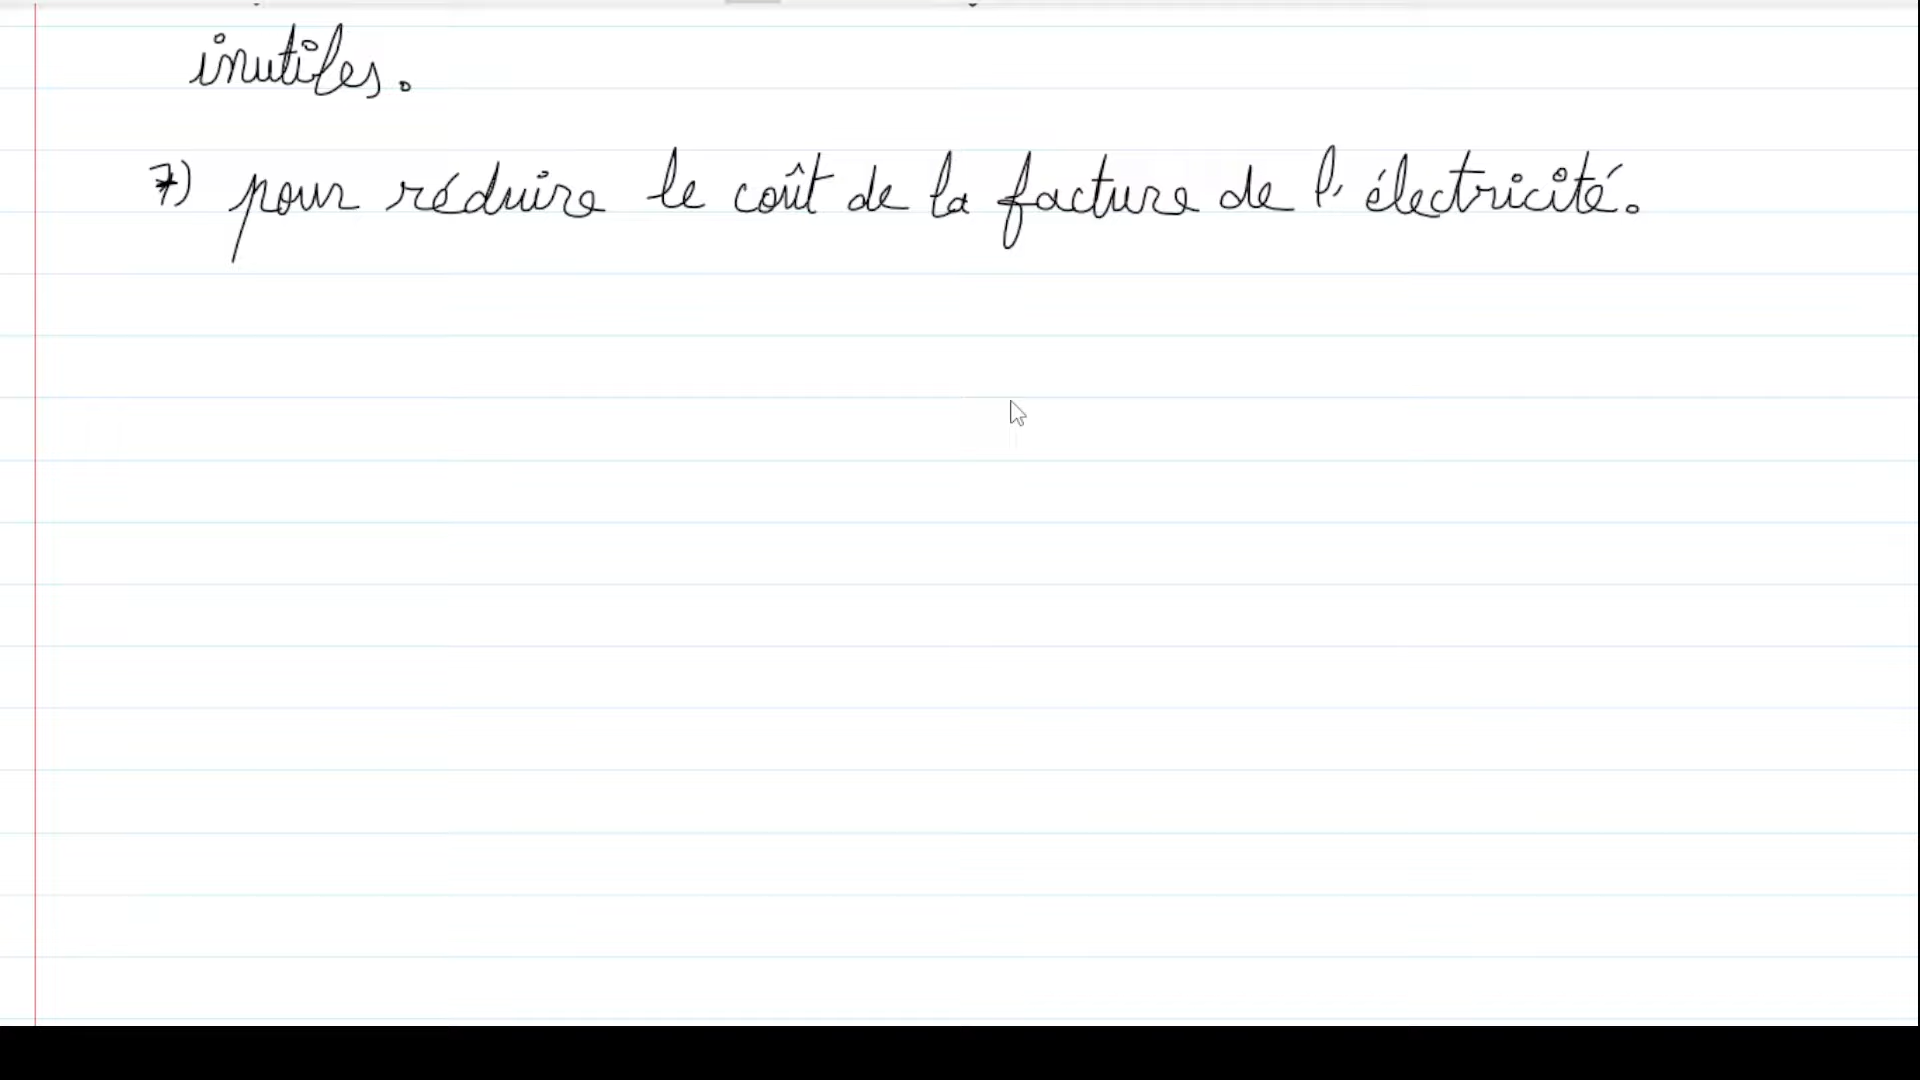 inutiles.
7) pour réduire le coût de la facture de l'électricité.